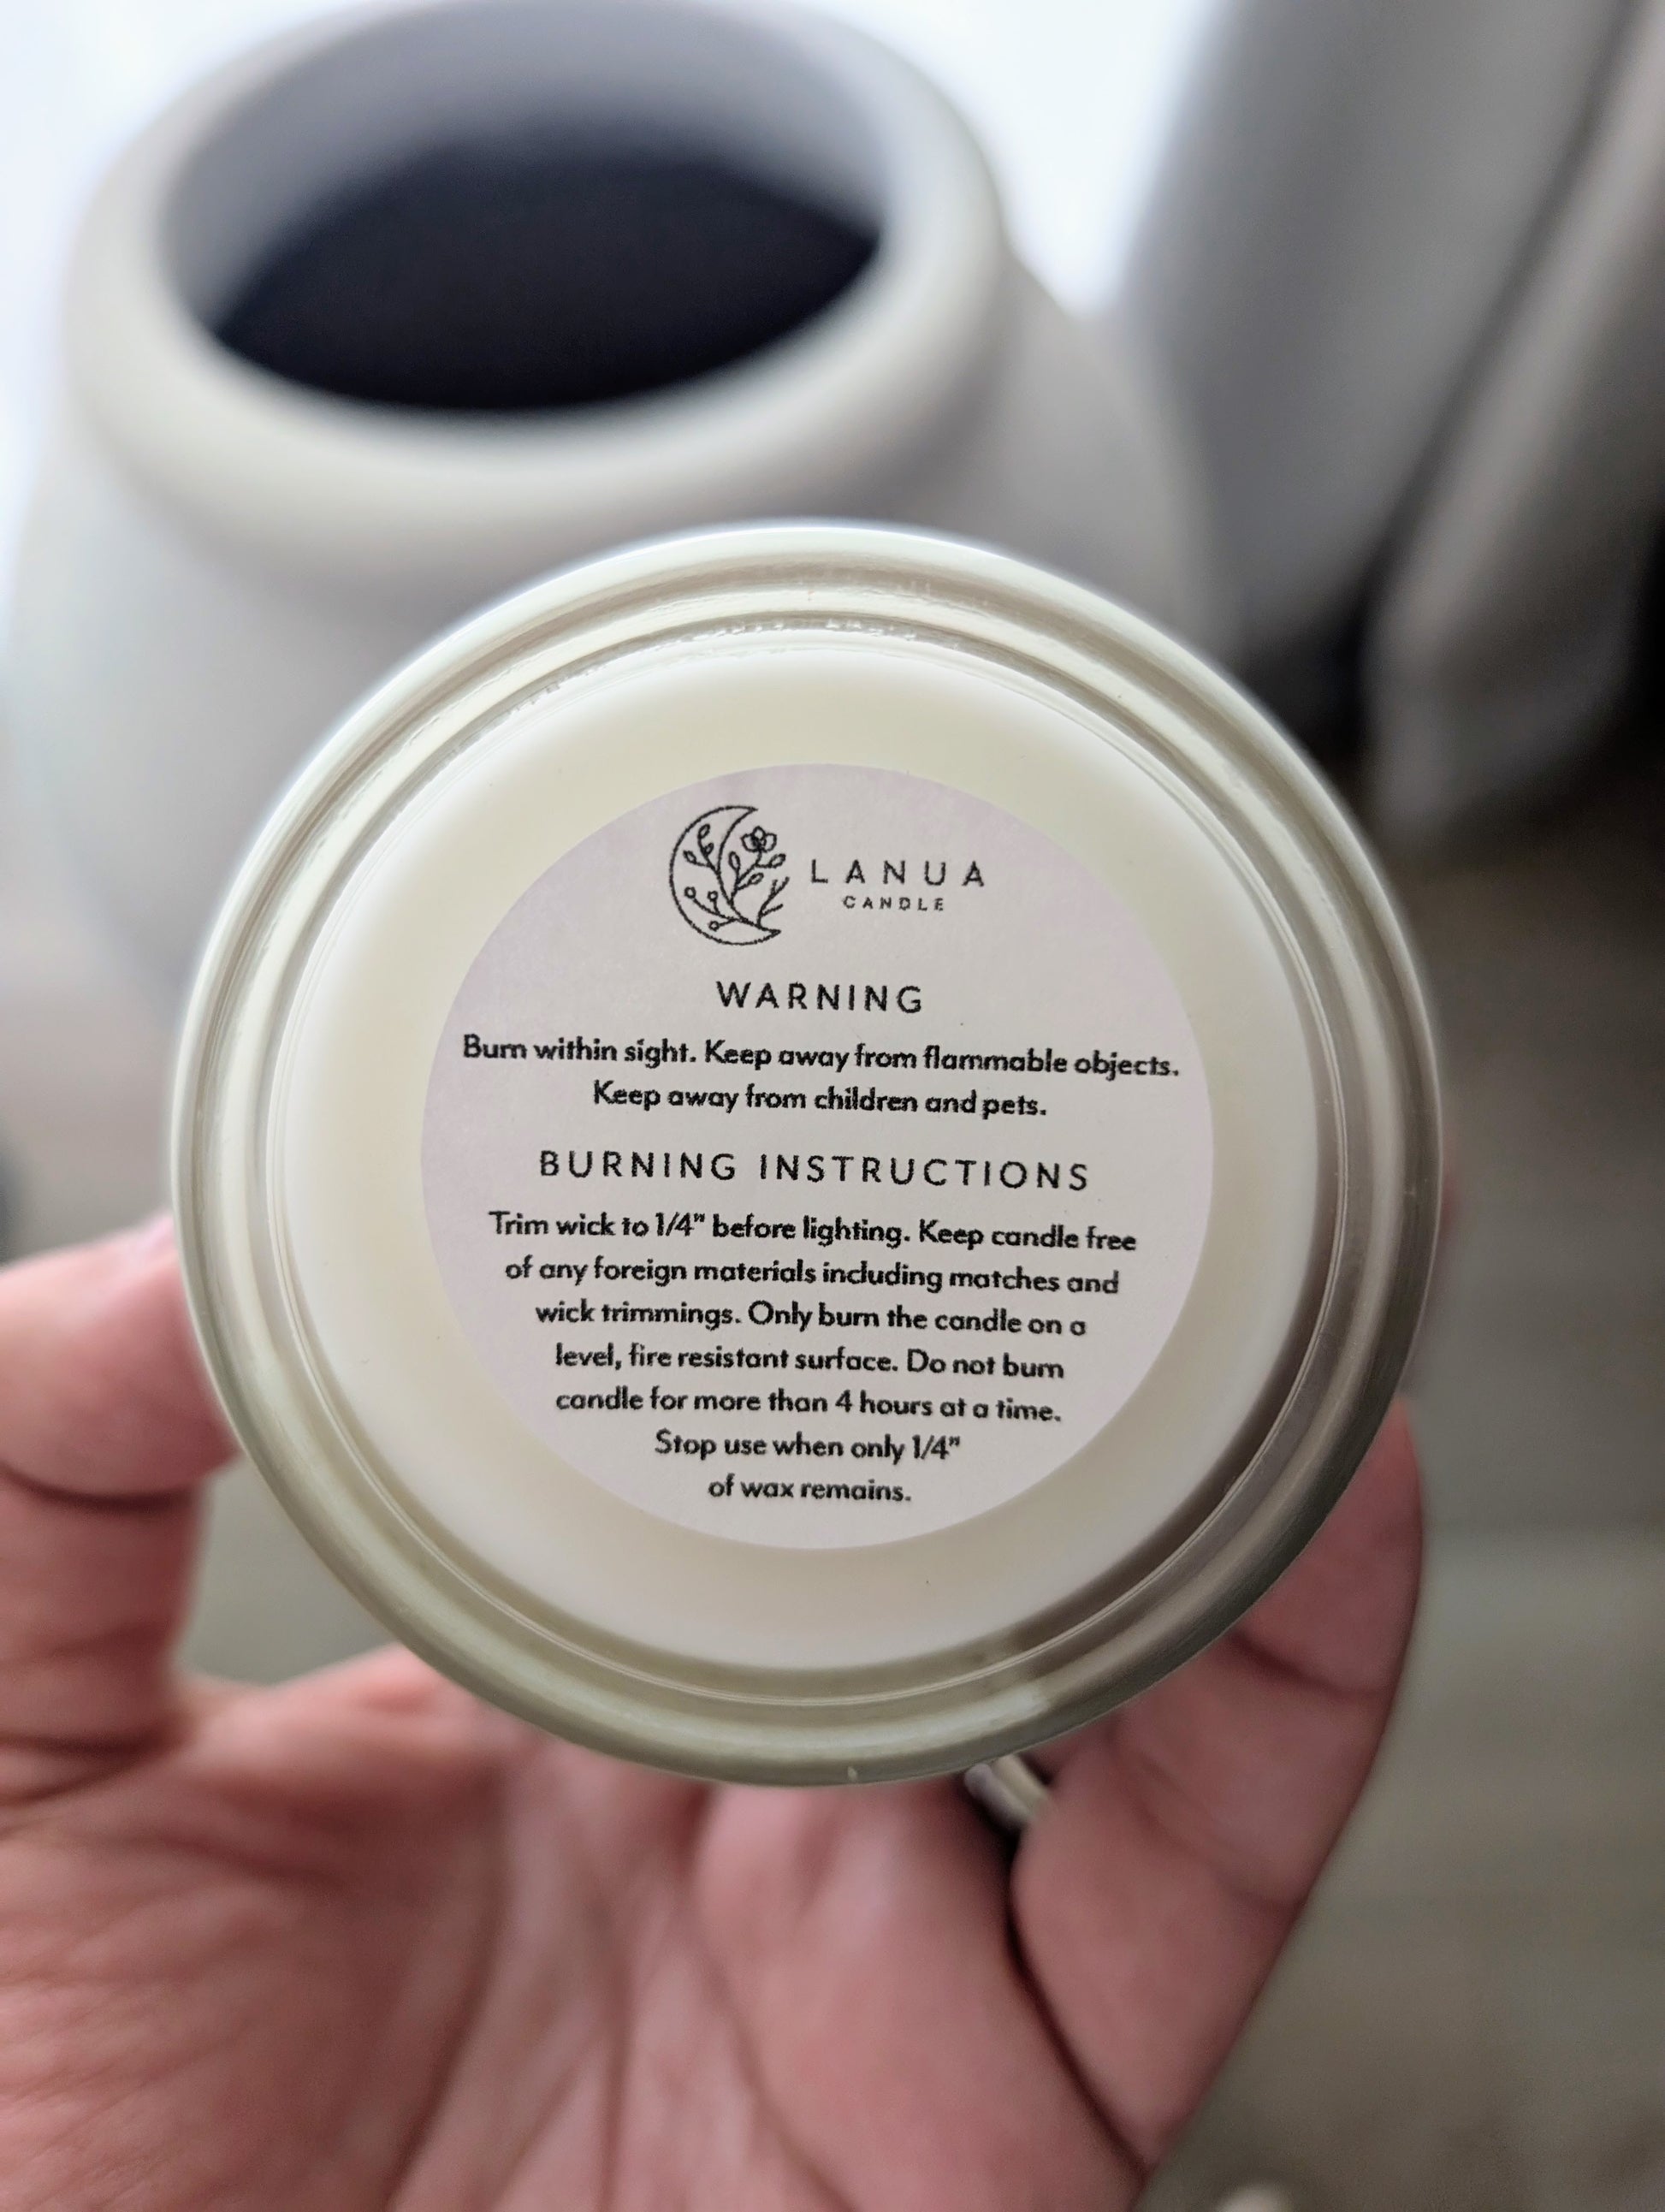 LANUA
CANDLE
WARNING
Burn within sight. Keep away from flammable objects.
Keep away from children and pets.
BURNING INSTRUCTIONS
Trim wick to 1/4" before lighting. Keep candle free
of any foreign materials including matches and
wick trimmings. Only burn the candle on a
level, fire resistant surface. Do not burn
candle for more than 4 hours at a time.
Stop use when only 1/4"
of wax remains.